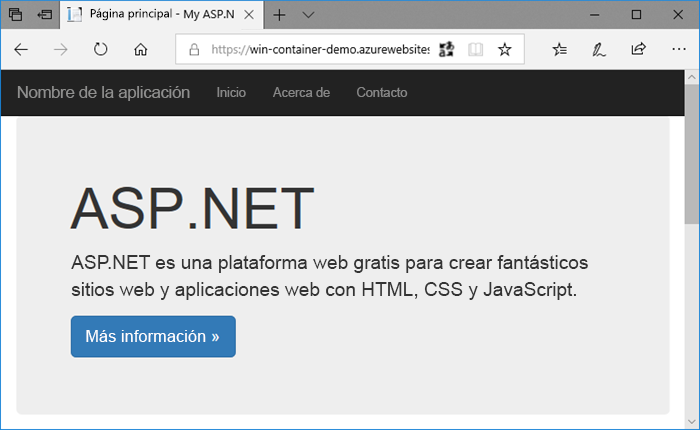 Página principal - My ASP.N
https://win-container-demo.azurewebsites
Nombre de la aplicación Inicio Acerca de Contacto
ASP.NET
ASP.NET es una plataforma web gratis para crear fantásticos
sitios web y aplicaciones web con HTML, CSS y JavaScript.
Más información »